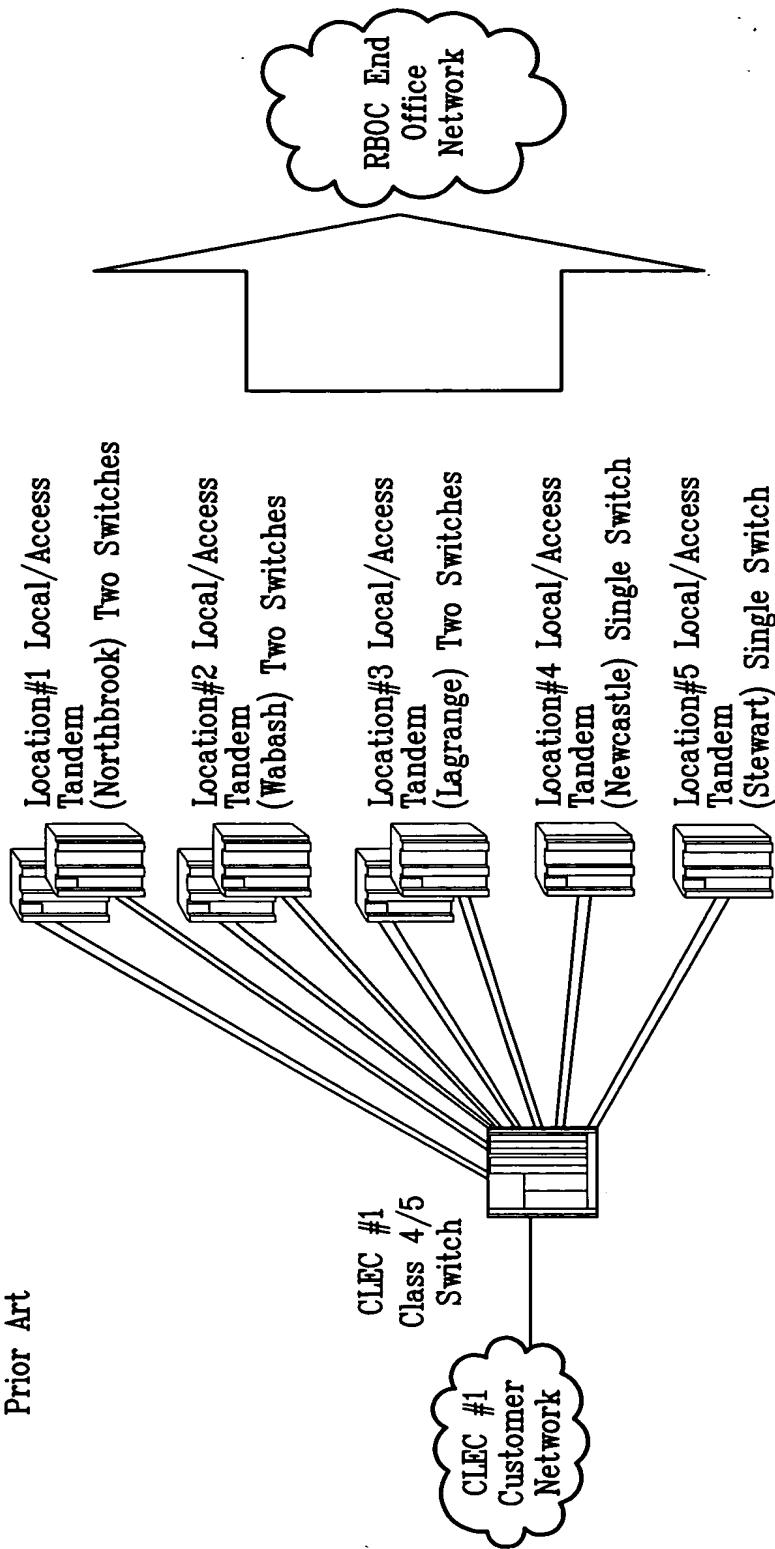 Prior Art
CLEC #1
Customer
Network
CLEC #1
Class 4/5
Switch
Location#1 Local/Access
Tandem
(Northbrook) Two Switches
Location#2 Local/Access
Tandem
(Wabash) Two Switches
Location#3 Local/Access
Tandem
(Lagrange) Two Switches
Location#4 Local/Access
Tandem
(Newcastle) Single Switch
Location#5 Local/Access
Tandem
(Stewart) Single Switch
RBOC End
Office
Network